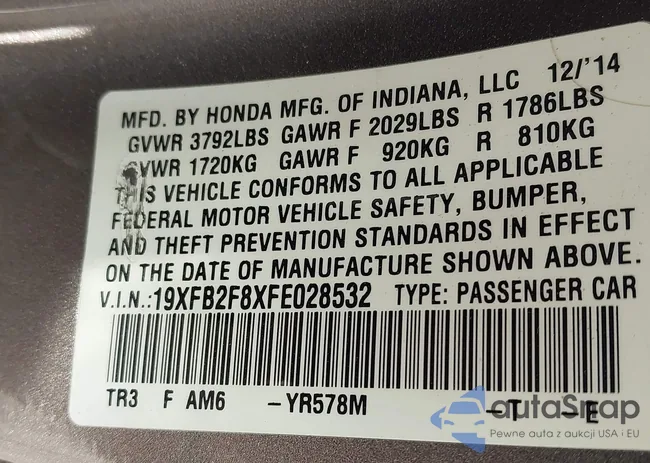 MFD. BY HONDA MFG. OF INDIANA, LLC 12/'14
GVWR 3792LBS GAWR F 2029LBS R 1786LBS
GVWR 1720KG GAWR F 920KG R 810KG
THIS VEHICLE CONFORMS TO ALL APPLICABLE
FEDERAL MOTOR VEHICLE SAFETY, BUMPER,
AND THEFT PREVENTION STANDARDS IN EFFECT
ON THE DATE OF MANUFACTURE SHOWN ABOVE.
V.I.N.:19XFB2F8XFE028532 TYPE: PASSENGER CAR
TR3 F AM6 -YR578M -T -E
autoSnap
Pewne auta z aukcji USA i EU